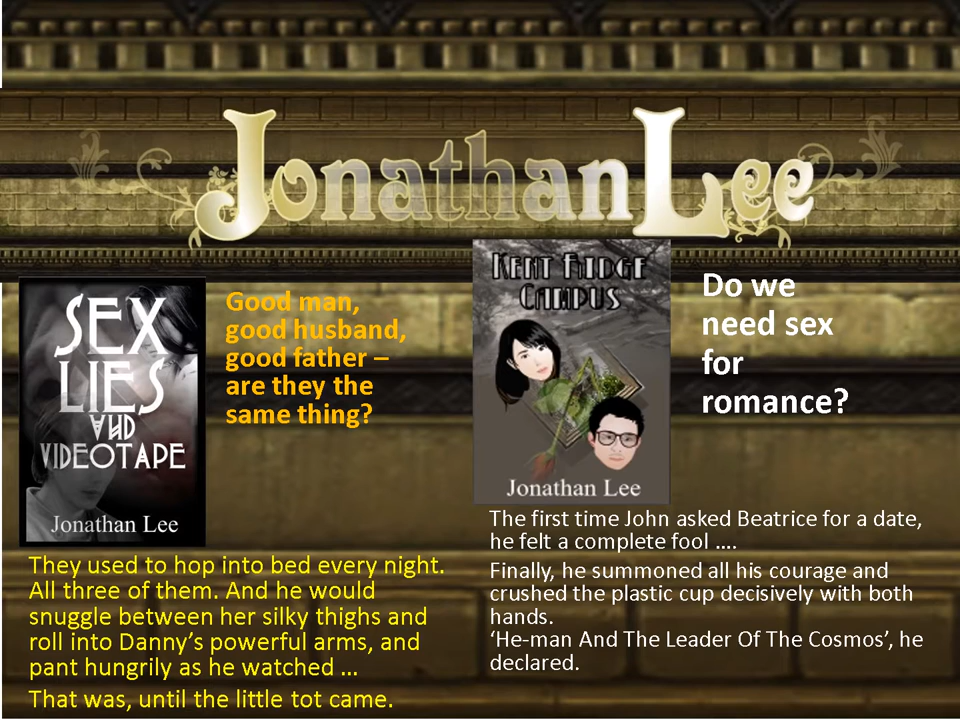 Jonathan Lee
SEX
LIES
AND
VIDEOTAPE
Jonathan Lee
Good man,
good husband,
good father –
are they the
same thing?
They used to hop into bed every night.
All three of them. And he would
snuggle between her silky thighs and
roll into Danny’s powerful arms, and
pant hungrily as he watched ...
That was, until the little tot came.
KENT RIDGE
CAMPUS
Jonathan Lee
Do we
need sex
for
romance?
The first time John asked Beatrice for a date,
he felt a complete fool ....
Finally, he summoned all his courage and
crushed the plastic cup decisively with both
hands.
‘He-man And The Leader Of The Cosmos’, he
declared.